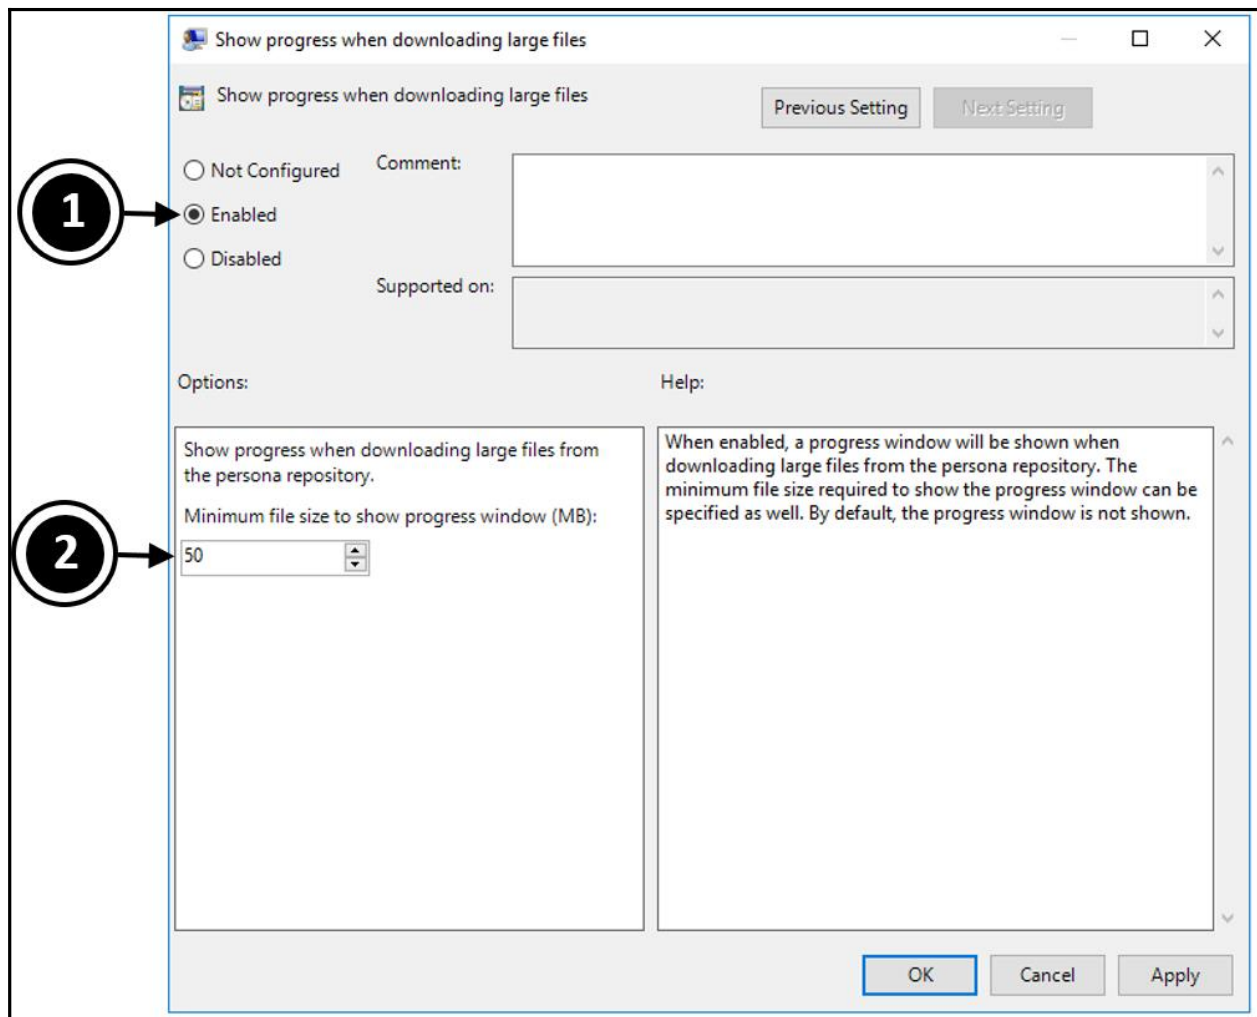 Show progress when downloading large files
Show progress when downloading large files
Previous Setting
Next Setting
Not Configured
Comment:
1
Enabled
Disabled
Supported on:
Options:
Help:
Show progress when downloading large files from
the persona repository.
Minimum file size to show progress window (MB):
2
50
When enabled, a progress window will be shown when
downloading large files from the persona repository. The
minimum file size required to show the progress window can be
specified as well. By default, the progress window is not shown.
OK
Cancel
Apply